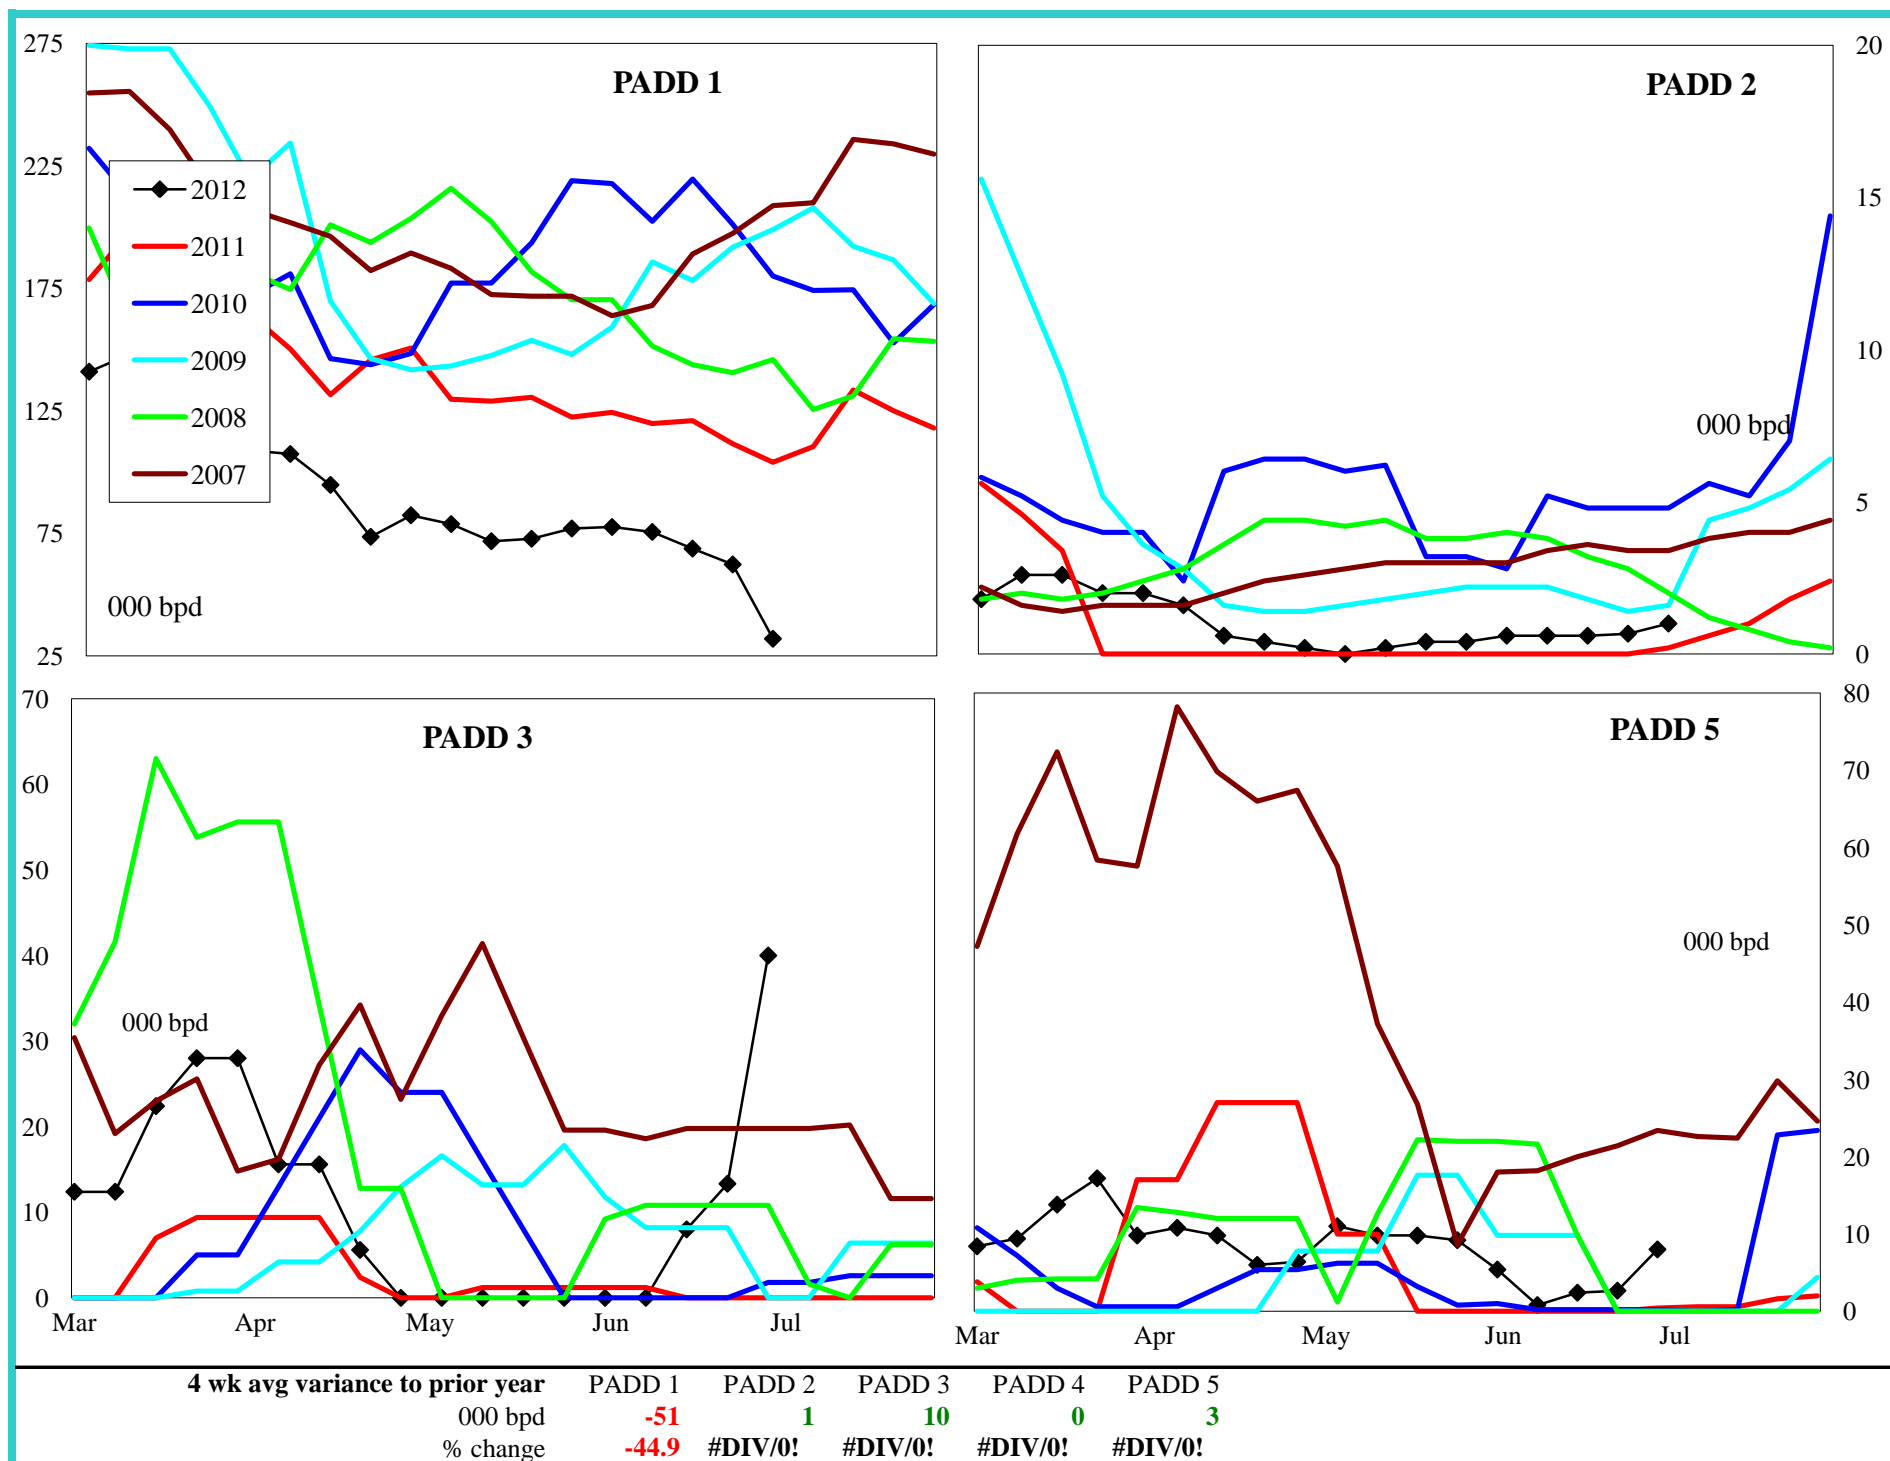 275
225
175
125
75
25
PADD 1
2012
2011
2010
2009
2008
2007
000 bpd
PADD 2
000 bpd
20
15
10
5
0
70
60
50
40
30
20
10
0
PADD 3
000 bpd
Mar Apr May Jun Jul
PADD 5
000 bpd
80
70
60
50
40
30
20
10
0
Mar Apr May Jun Jul
4 wk avg variance to prior year PADD 1 PADD 2 PADD 3 PADD 4 PADD 5
000 bpd -51 1 10 0 3
% change -44.9 #DIV/0! #DIV/0! #DIV/0! #DIV/0!